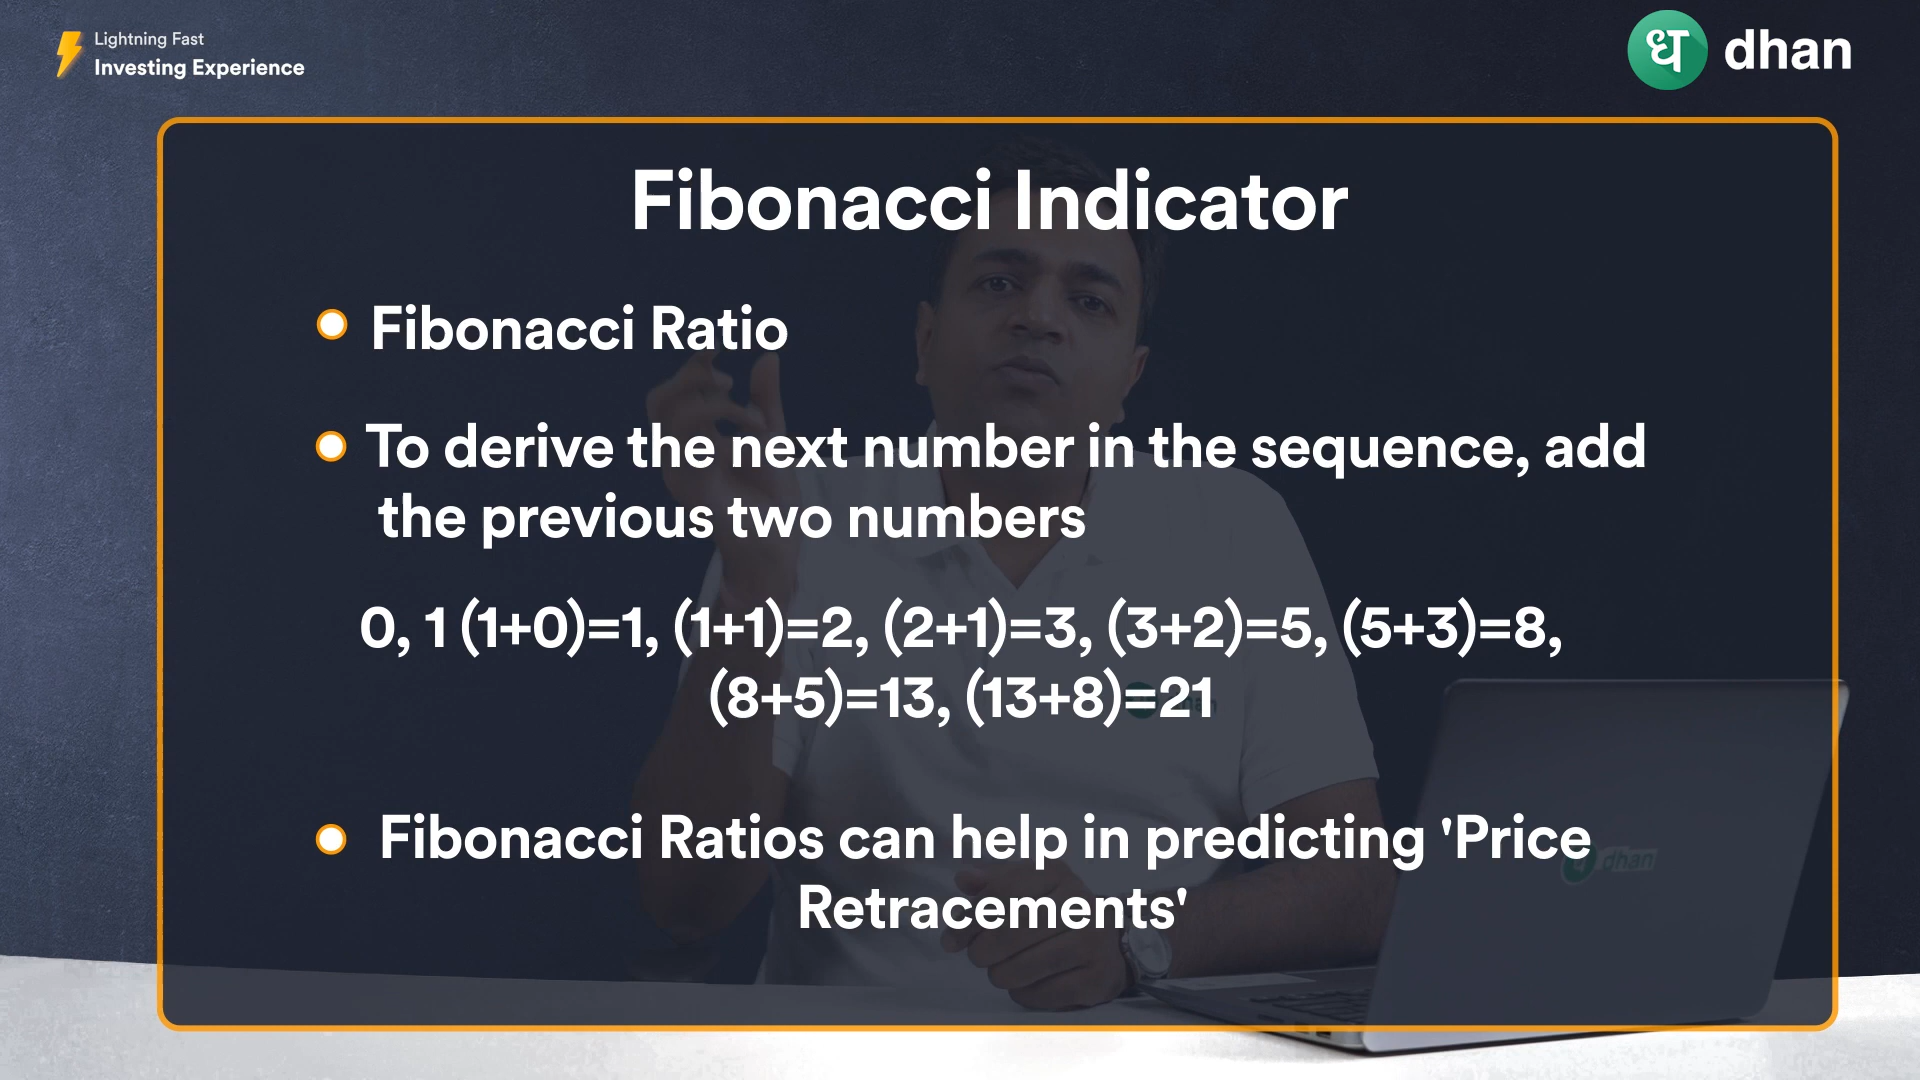 Lightning Fast
Investing Experience
ध dhan
Fibonacci Indicator
Fibonacci Ratio
To derive the next number in the sequence, add
the previous two numbers
0, 1 (1+0)=1, (1+1)=2, (2+1)=3, (3+2)=5, (5+3)=8,
(8+5)=13, (13+8)=21
Fibonacci Ratios can help in predicting 'Price
Retracements'
dhan